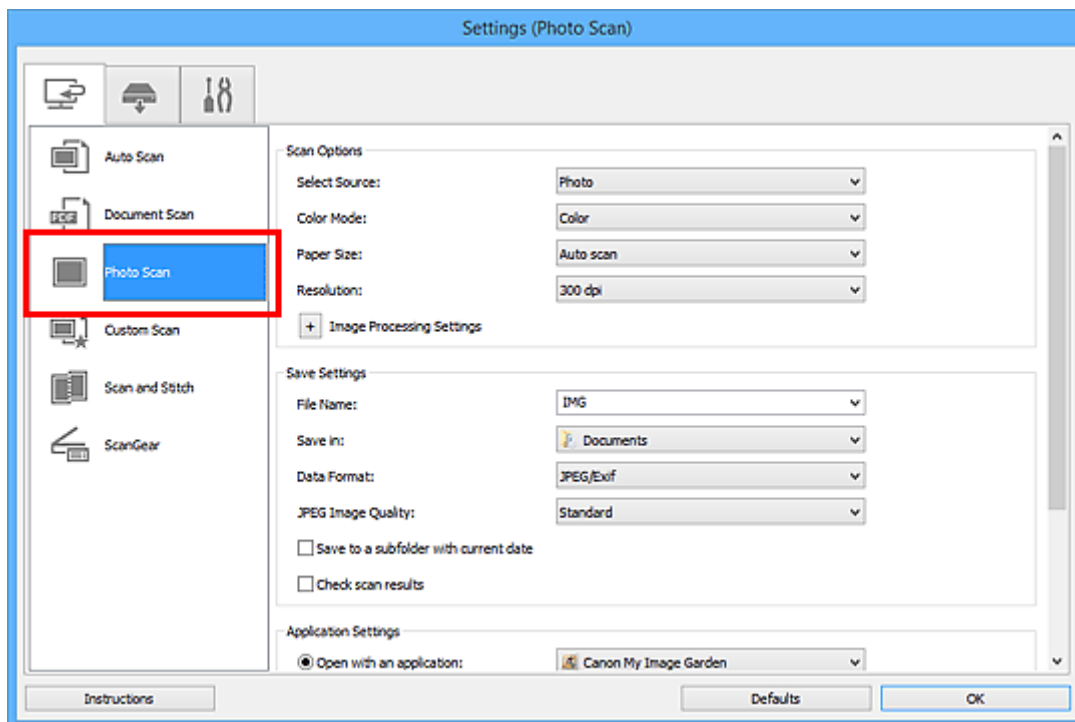 Settings (Photo Scan)
Auto Scan
PDF
Document Scan
Photo Scan
Custom Scan
Scan and Stitch
ScanGear
Scan Options
Select Source: Photo
Color Mode: Color
Paper Size: Auto scan
Resolution: 300 dpi
+ Image Processing Settings
Save Settings
File Name: IMG
Save in: Documents
Data Format: JPEG/Exif
JPEG Image Quality: Standard
Save to a subfolder with current date
Check scan results
Application Settings
Open with an application: Canon My Image Garden
Instructions Defaults OK